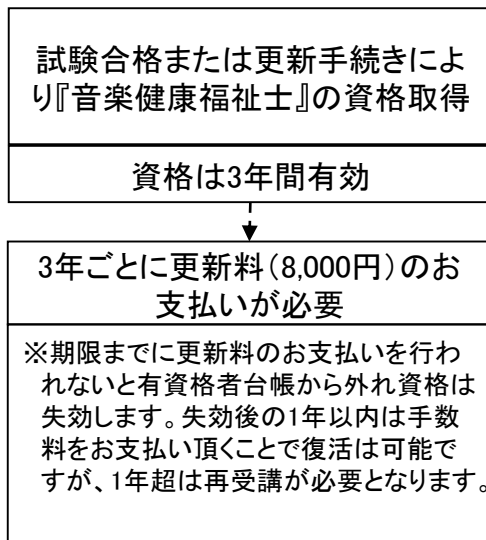 試験合格または更新手続きによ
り『音楽健康福祉士』の資格取得
資格は3年間有効
3年ごとに更新料(8,000円)のお
支払いが必要
※期限までに更新料のお支払いを行わ
れないと有資格者台帳から外れ資格は
失効します。失効後の1年以内は手数
料をお支払い頂くことで復活は可能で
すが、1年超は再受講が必要となります。